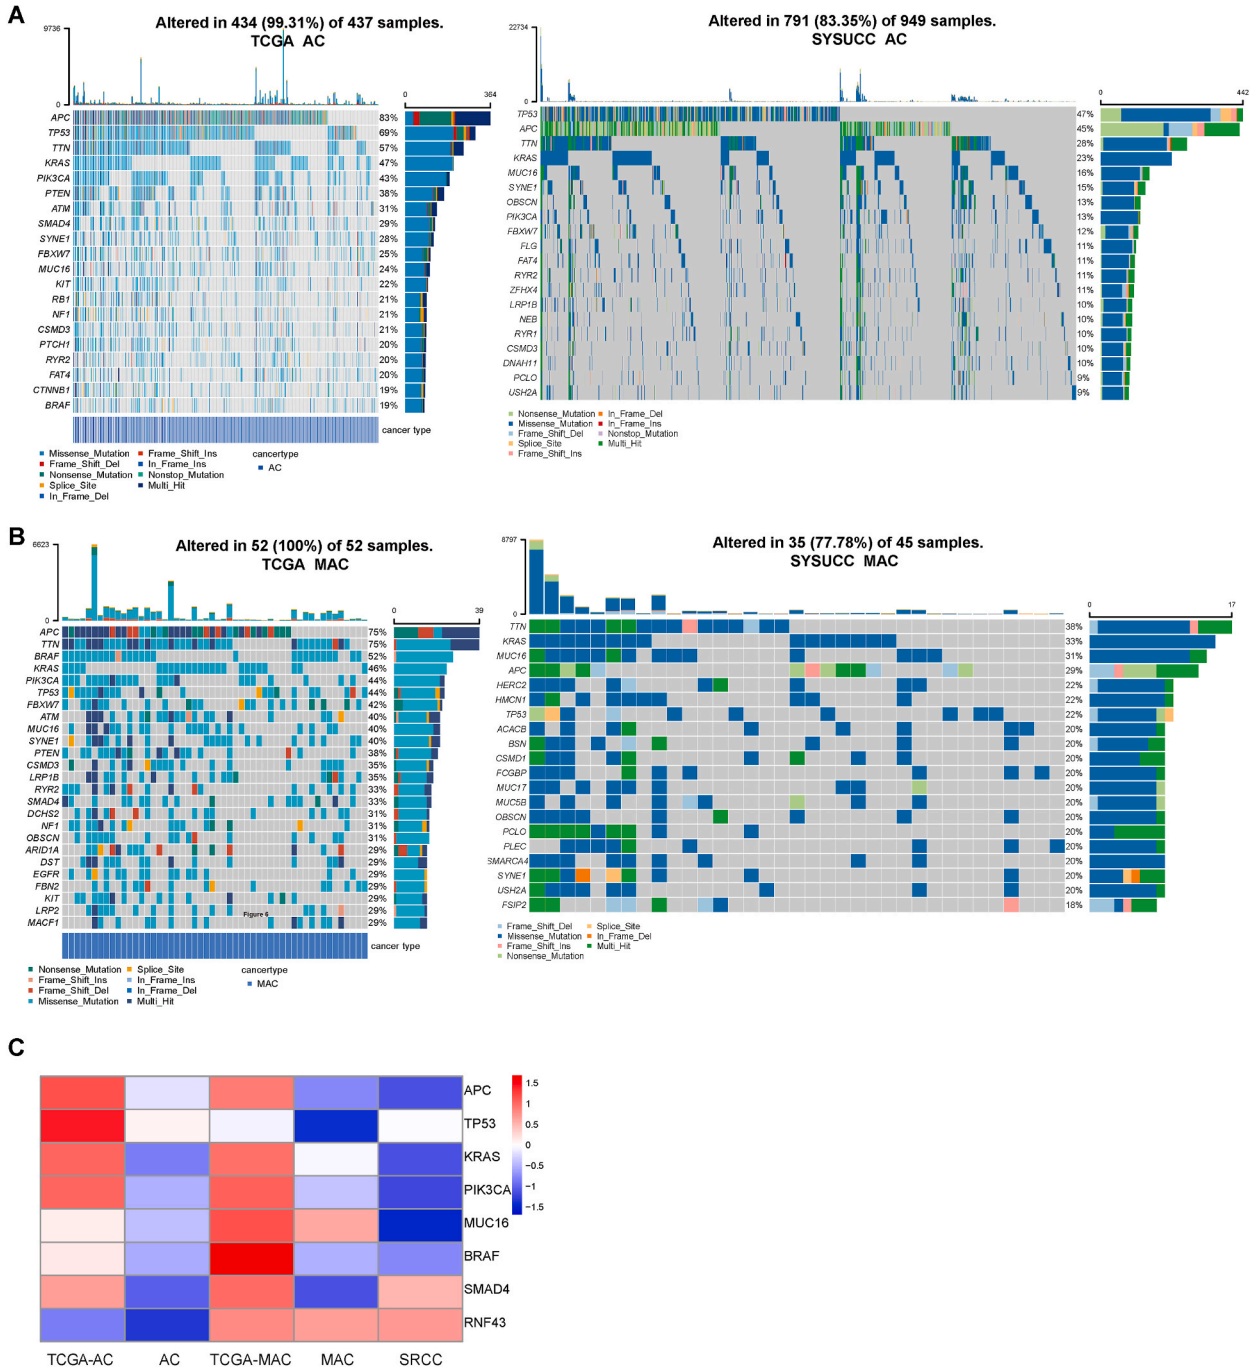 A
Altered in 434 (99.31%) of 437 samples.
TCGA AC
9736
0
0 364
APC 83%
TP53 69%
TTN 57%
KRAS 47%
PIK3CA 43%
PTEN 38%
ATM 31%
SMAD4 29%
SYNE1 28%
FBXW7 25%
MUC16 24%
KIT 22%
RB1 21%
NF1 21%
CSMD3 21%
PTCH1 20%
RYR2 20%
FAT4 20%
CTNNB1 19%
BRAF 19%
cancer type
Missense_Mutation Frame_Shift_Ins cancertype
Frame_Shift_Del In_Frame_Ins AC
Nonsense_Mutation Nonstop_Mutation
Splice_Site Multi_Hit
In_Frame_Del
Altered in 791 (83.35%) of 949 samples.
SYSUCC AC
22734
0
0 442
TP53 47%
APC 45%
TTN 28%
KRAS 23%
MUC16 16%
SYNE1 15%
OBSCN 13%
PIK3CA 13%
FBXW7 12%
FLG 11%
FAT4 11%
RYR2 11%
ZFHX4 11%
LRP1B 10%
NEB 10%
RYR1 10%
CSMD3 10%
DNAH11 10%
PCLO 9%
USH2A 9%
Nonsense_Mutation In_Frame_Del
Missense_Mutation In_Frame_Ins
Frame_Shift_Del Nonstop_Mutation
Splice_Site Multi_Hit
Frame_Shift_Ins
B
Altered in 52 (100%) of 52 samples.
TCGA MAC
6623
0
0 39
APC 75%
TTN 75%
BRAF 52%
KRAS 46%
PIK3CA 44%
TP53 44%
FBXW7 42%
ATM 40%
MUC16 40%
SYNE1 40%
PTEN 38%
CSMD3 35%
LRP1B 35%
RYR2 33%
SMAD4 33%
DCHS2 31%
NF1 31%
OBSCN 31%
ARID1A 29%
DST 29%
EGFR 29%
FBN2 29%
KIT 29%
LRP2 29%
Figure 6
MACF1 29%
cancer type
Nonsense_Mutation Splice_Site cancertype
Frame_Shift_Ins In_Frame_Ins MAC
Frame_Shift_Del In_Frame_Del
Missense_Mutation Multi_Hit
Altered in 35 (77.78%) of 45 samples.
SYSUCC MAC
8797
0
0 17
TTN 38%
KRAS 33%
MUC16 31%
APC 29%
HERC2 22%
HMCN1 22%
TP53 22%
ACACB 20%
BSN 20%
CSMD1 20%
FCGBP 20%
MUC17 20%
MUC5B 20%
OBSCN 20%
PCLO 20%
PLEC 20%
SMARCA4 20%
SYNE1 20%
USH2A 20%
FSIP2 18%
Frame_Shift_Del Splice_Site
Missense_Mutation In_Frame_Del
Frame_Shift_Ins Multi_Hit
Nonsense_Mutation
C
APC
TP53
KRAS
PIK3CA
MUC16
BRAF
SMAD4
RNF43
1.5
1
0.5
0
−0.5
−1
−1.5
TCGA-AC AC TCGA-MAC MAC SRCC